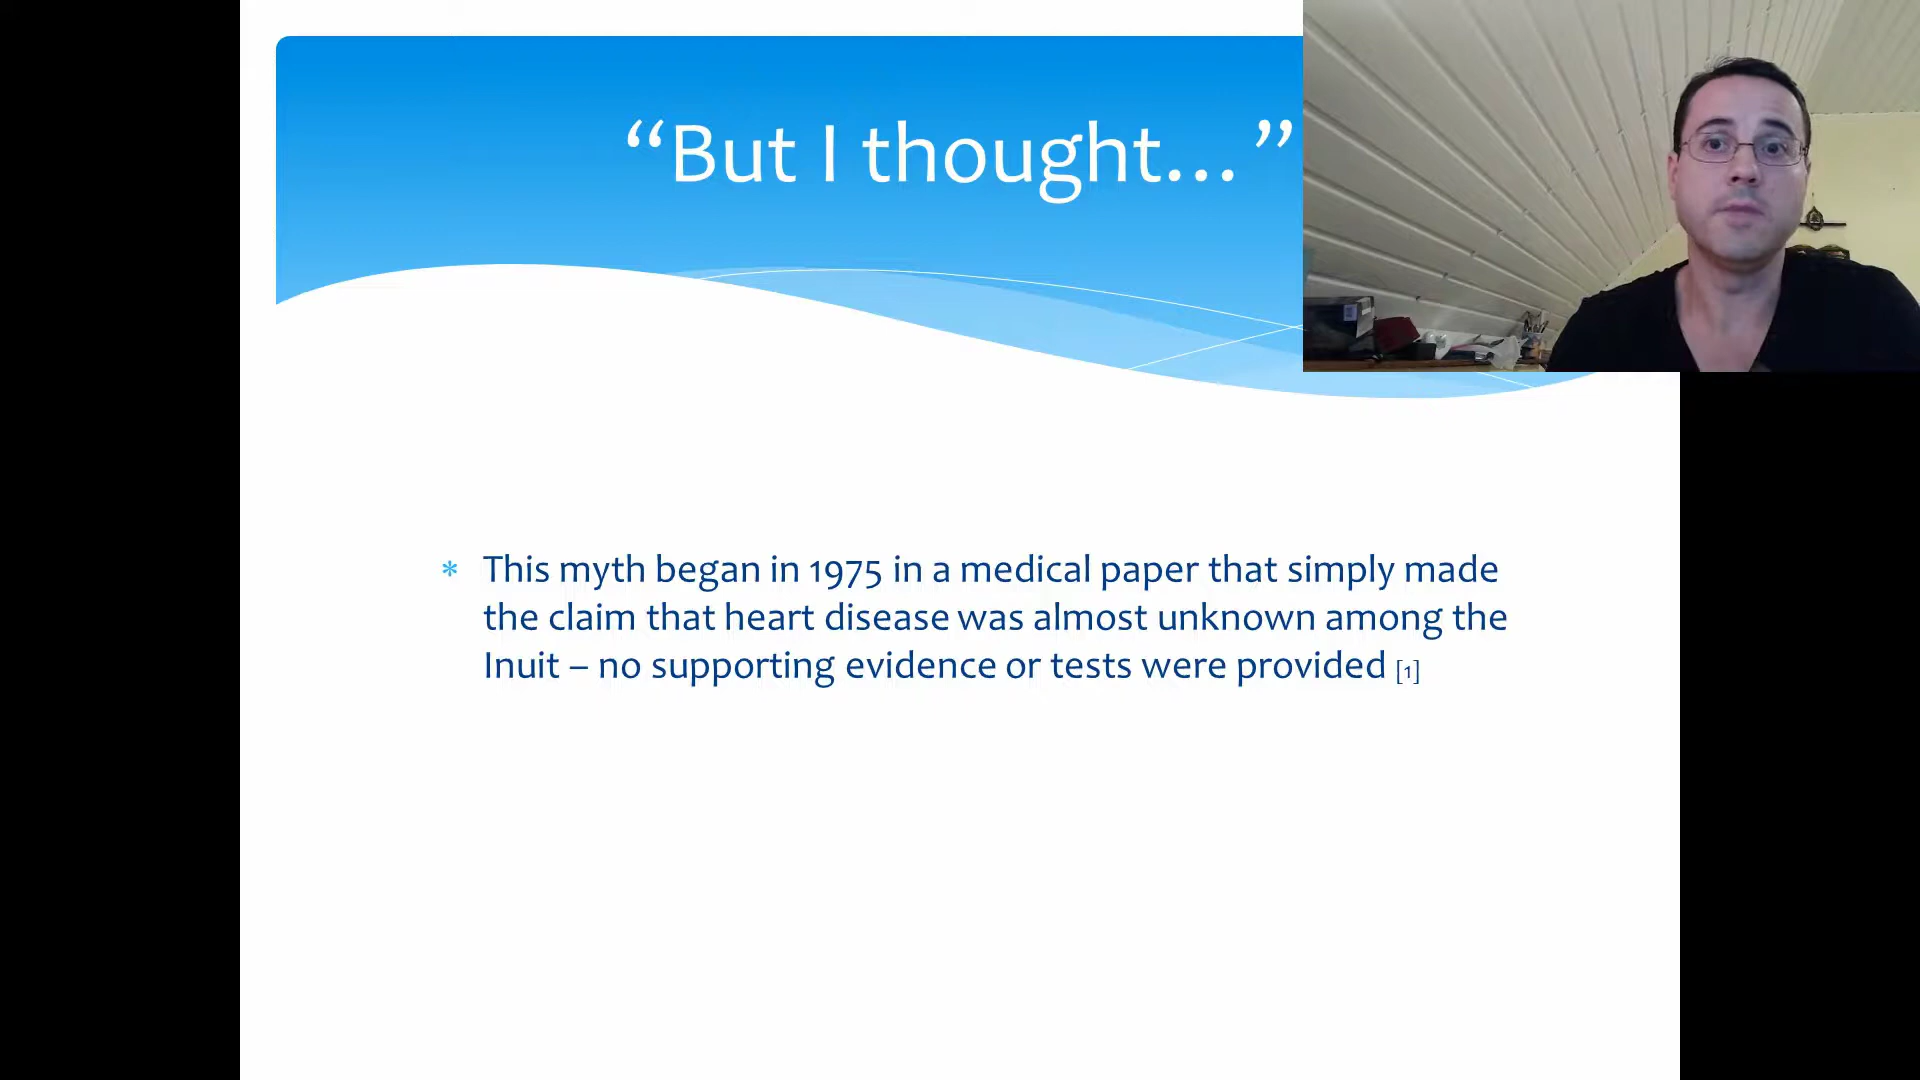 “But I thought…”
* This myth began in 1975 in a medical paper that simply made
the claim that heart disease was almost unknown among the
Inuit – no supporting evidence or tests were provided [1]